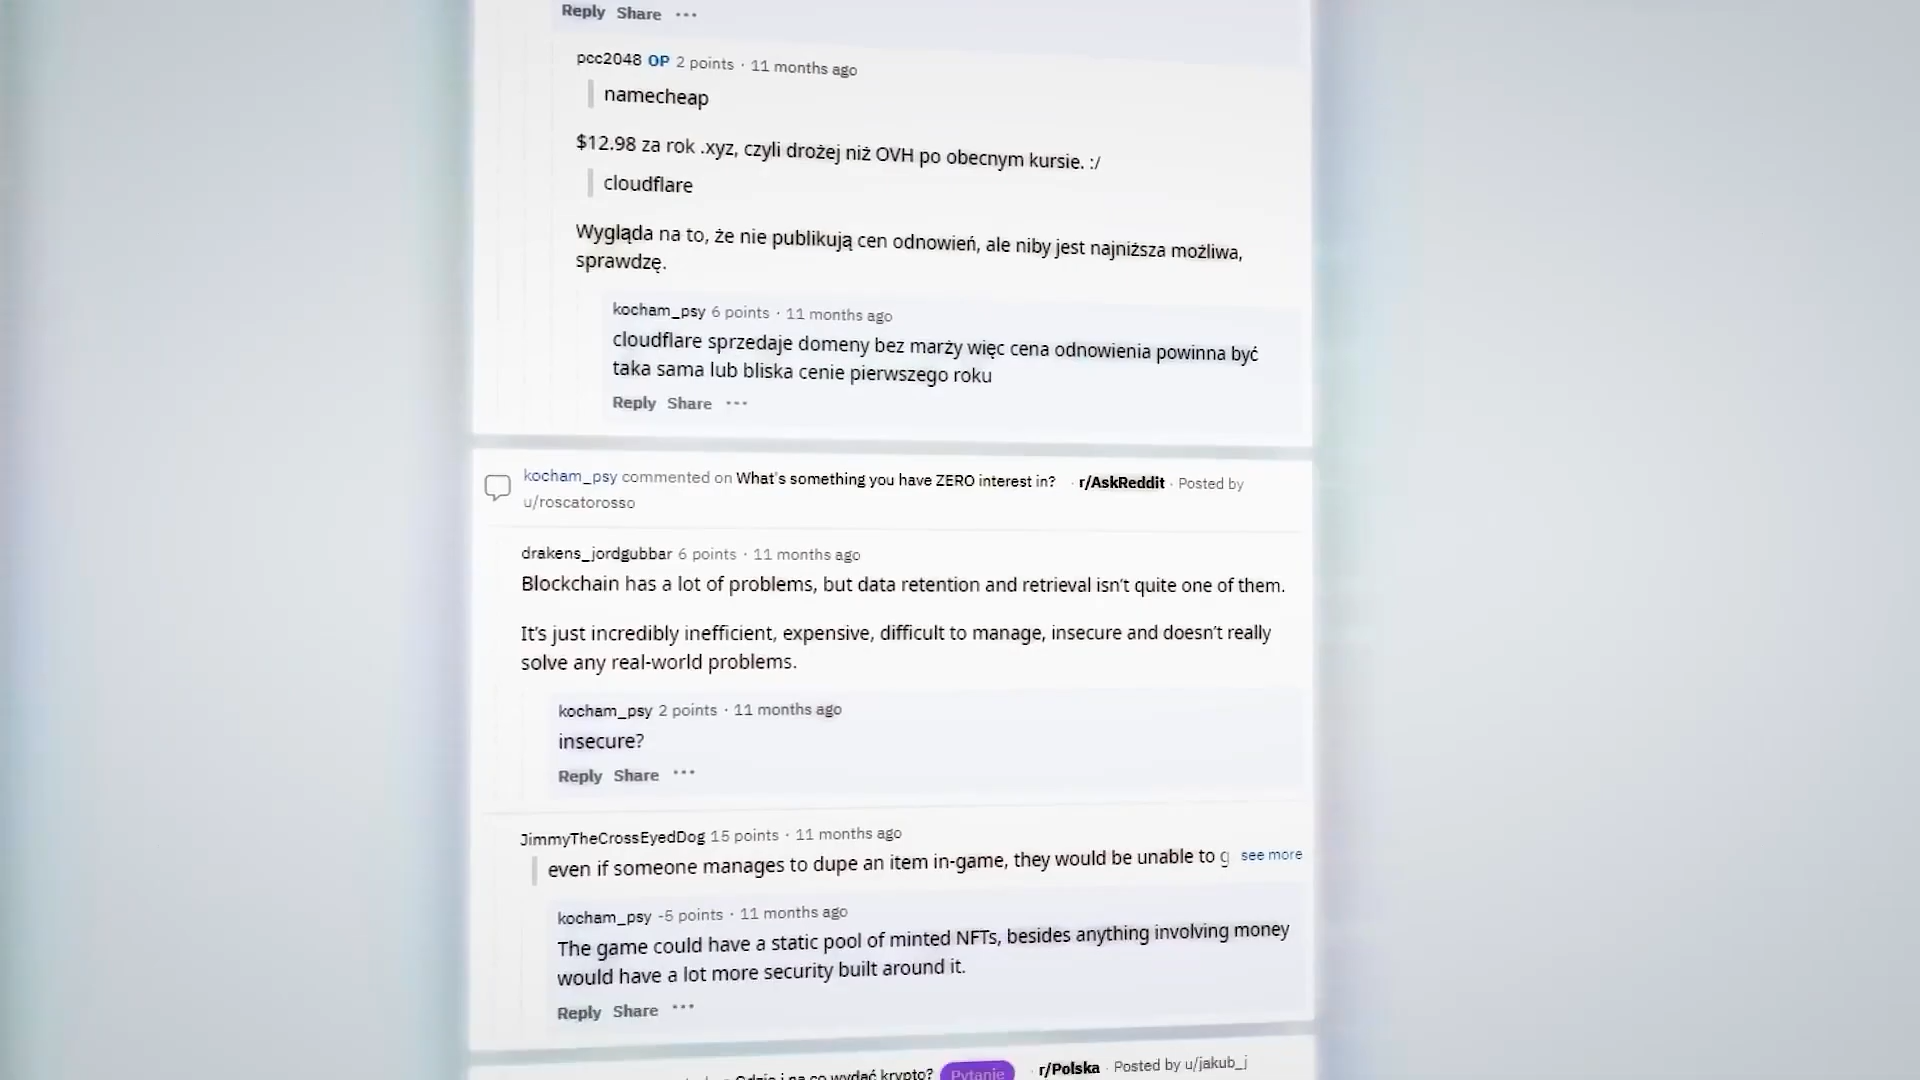 Reply Share
pcc2048 OP 2 points · 11 months ago
namecheap
$12.98 za rok .xyz, czyli drożej niż OVH po obecnym kursie. :/
cloudflare
Wygląda na to, że nie publikują cen odnowień, ale niby jest najniższa możliwa,
sprawdzę.
kocham_psy 6 points · 11 months ago
cloudflare sprzedaje domeny bez marży więc cena odnowienia powinna być
taka sama lub bliska cenie pierwszego roku
Reply Share
kocham_psy commented on What's something you have ZERO interest in? · r/AskReddit · Posted by
u/roscatorosso
drakens_jordgubbar 6 points · 11 months ago
Blockchain has a lot of problems, but data retention and retrieval isn't quite one of them.
It's just incredibly inefficient, expensive, difficult to manage, insecure and doesn't really
solve any real-world problems.
kocham_psy 2 points · 11 months ago
insecure?
Reply Share
JimmyTheCrossEyedDog 15 points · 11 months ago
even if someone manages to dupe an item in-game, they would be unable to see more
kocham_psy -5 points · 11 months ago
The game could have a static pool of minted NFTs, besides anything involving money
would have a lot more security built around it.
Reply Share
i na co wydać krypto? Pytanie · r/Polska · Posted by u/jakub_j